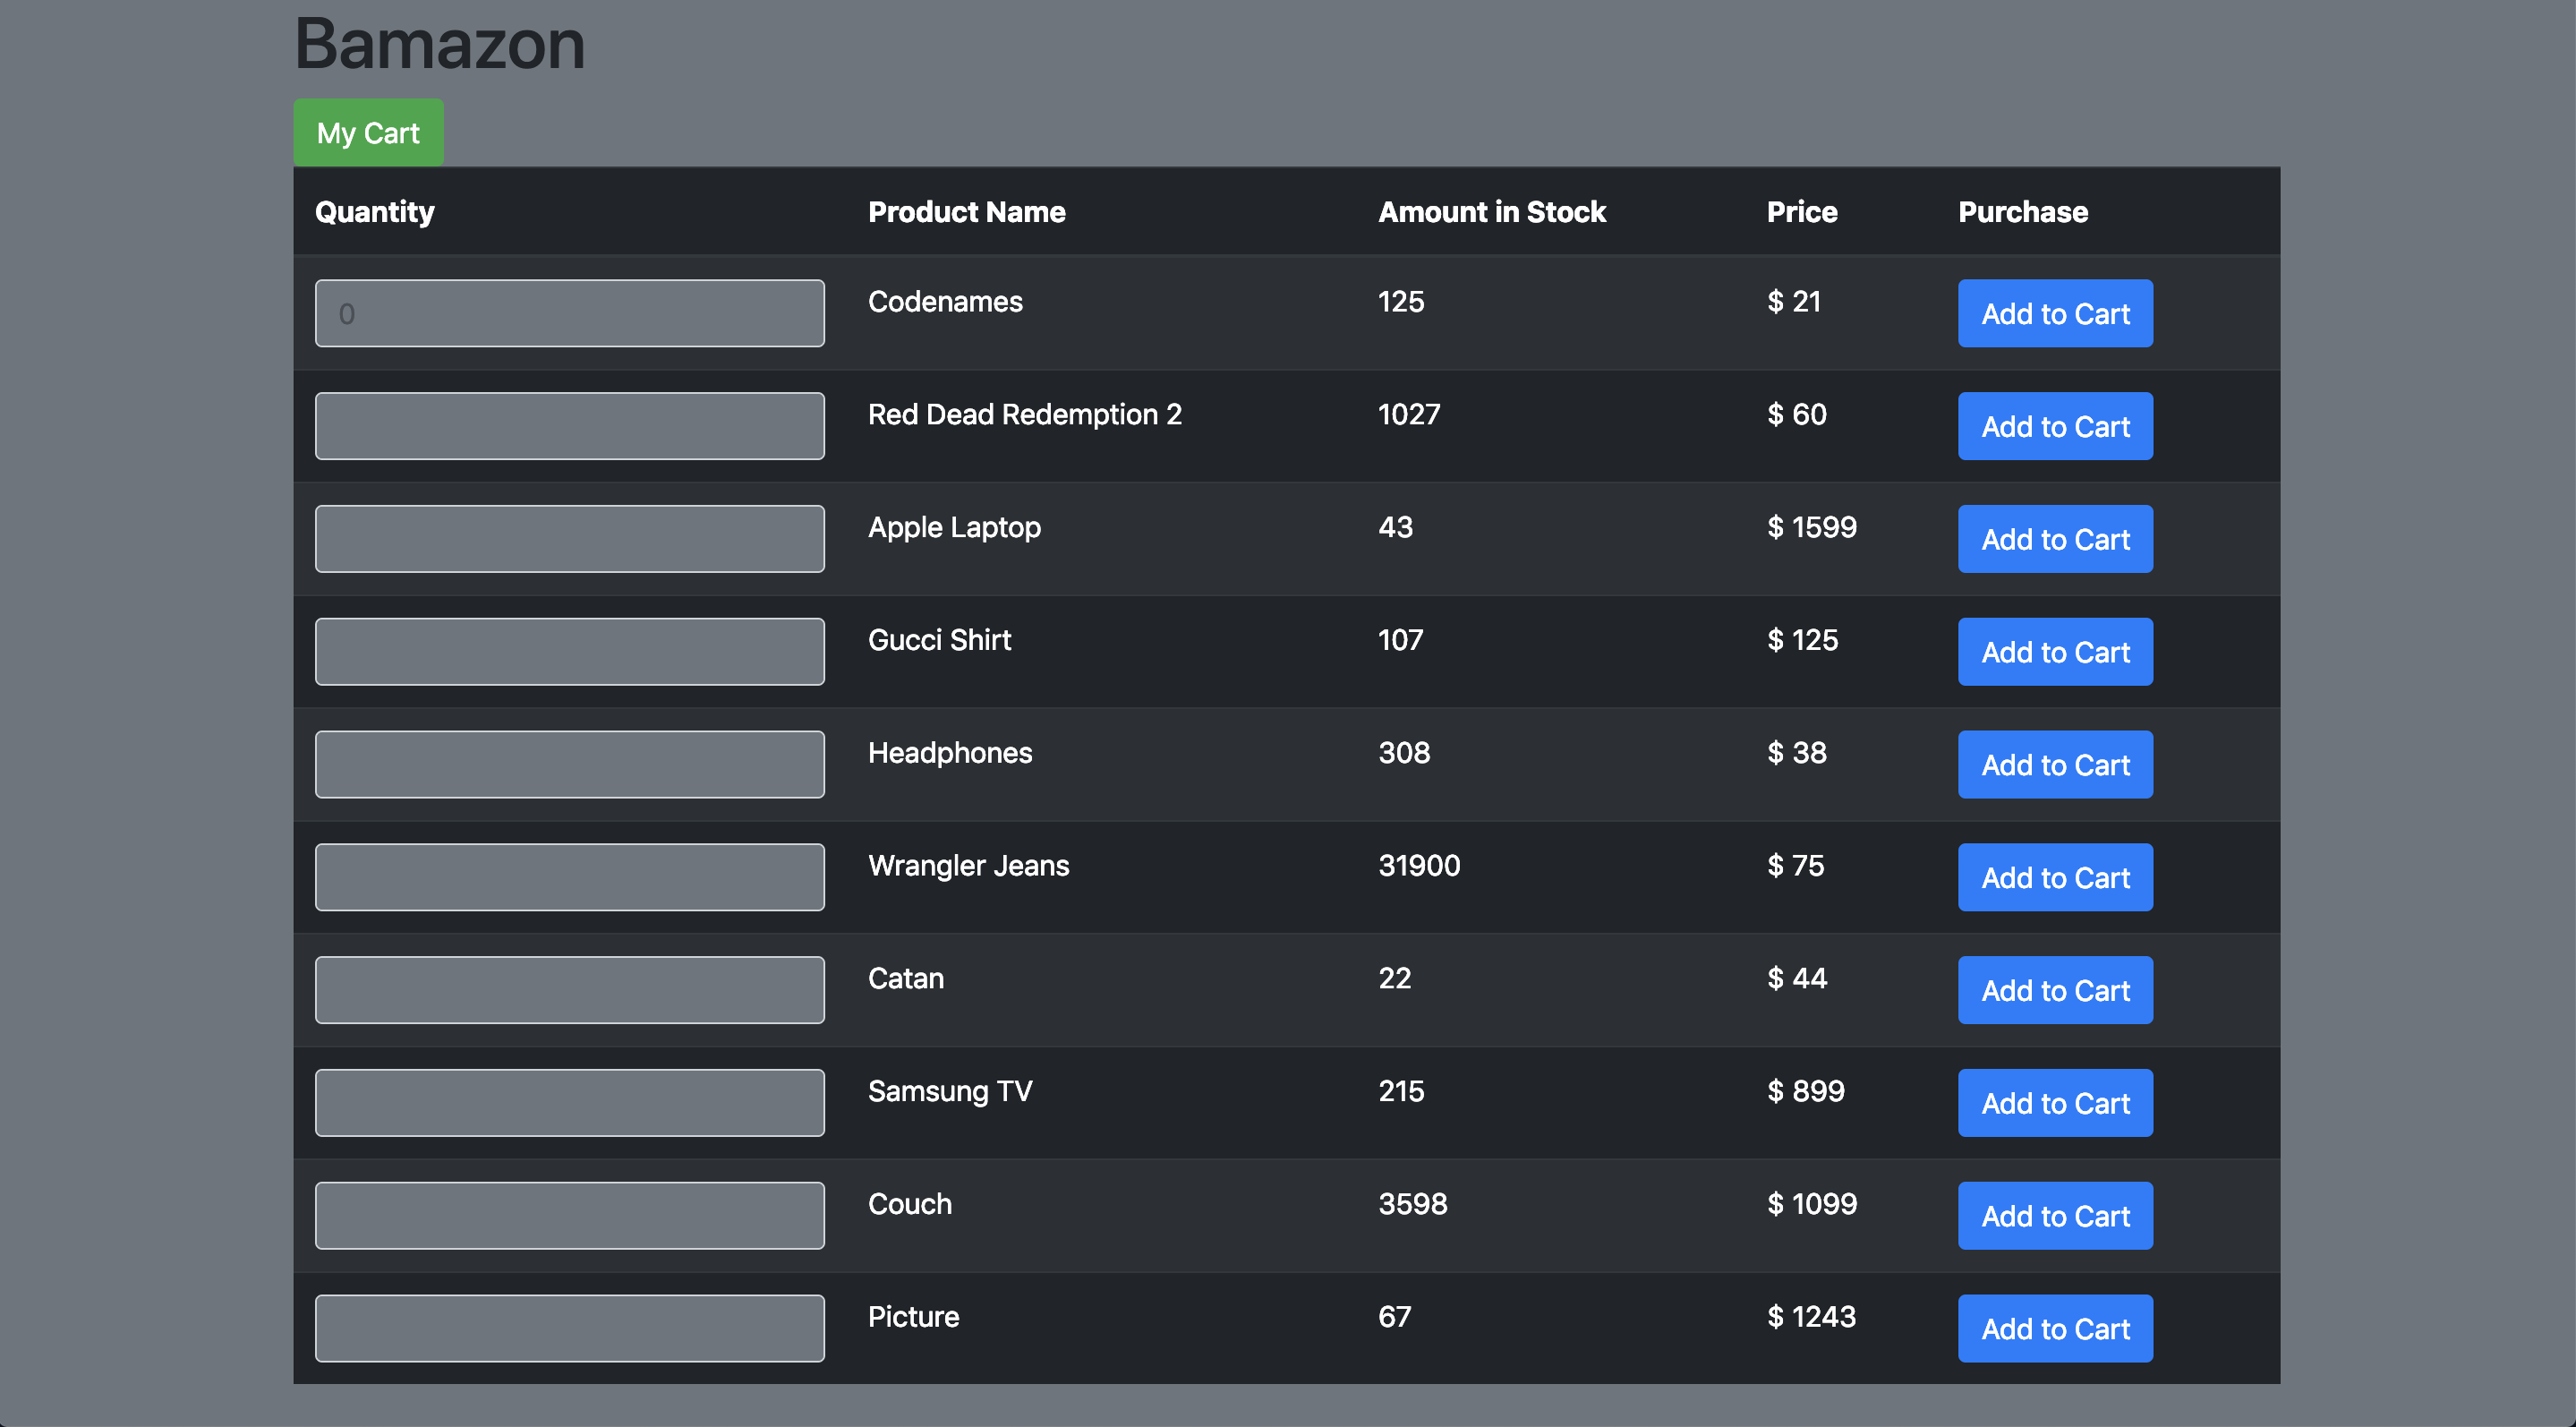 Bamazon
My Cart
Quantity Product Name Amount in Stock Price Purchase
0 Codenames 125 $ 21 Add to Cart
Red Dead Redemption 2 1027 $ 60 Add to Cart
Apple Laptop 43 $ 1599 Add to Cart
Gucci Shirt 107 $ 125 Add to Cart
Headphones 308 $ 38 Add to Cart
Wrangler Jeans 31900 $ 75 Add to Cart
Catan 22 $ 44 Add to Cart
Samsung TV 215 $ 899 Add to Cart
Couch 3598 $ 1099 Add to Cart
Picture 67 $ 1243 Add to Cart